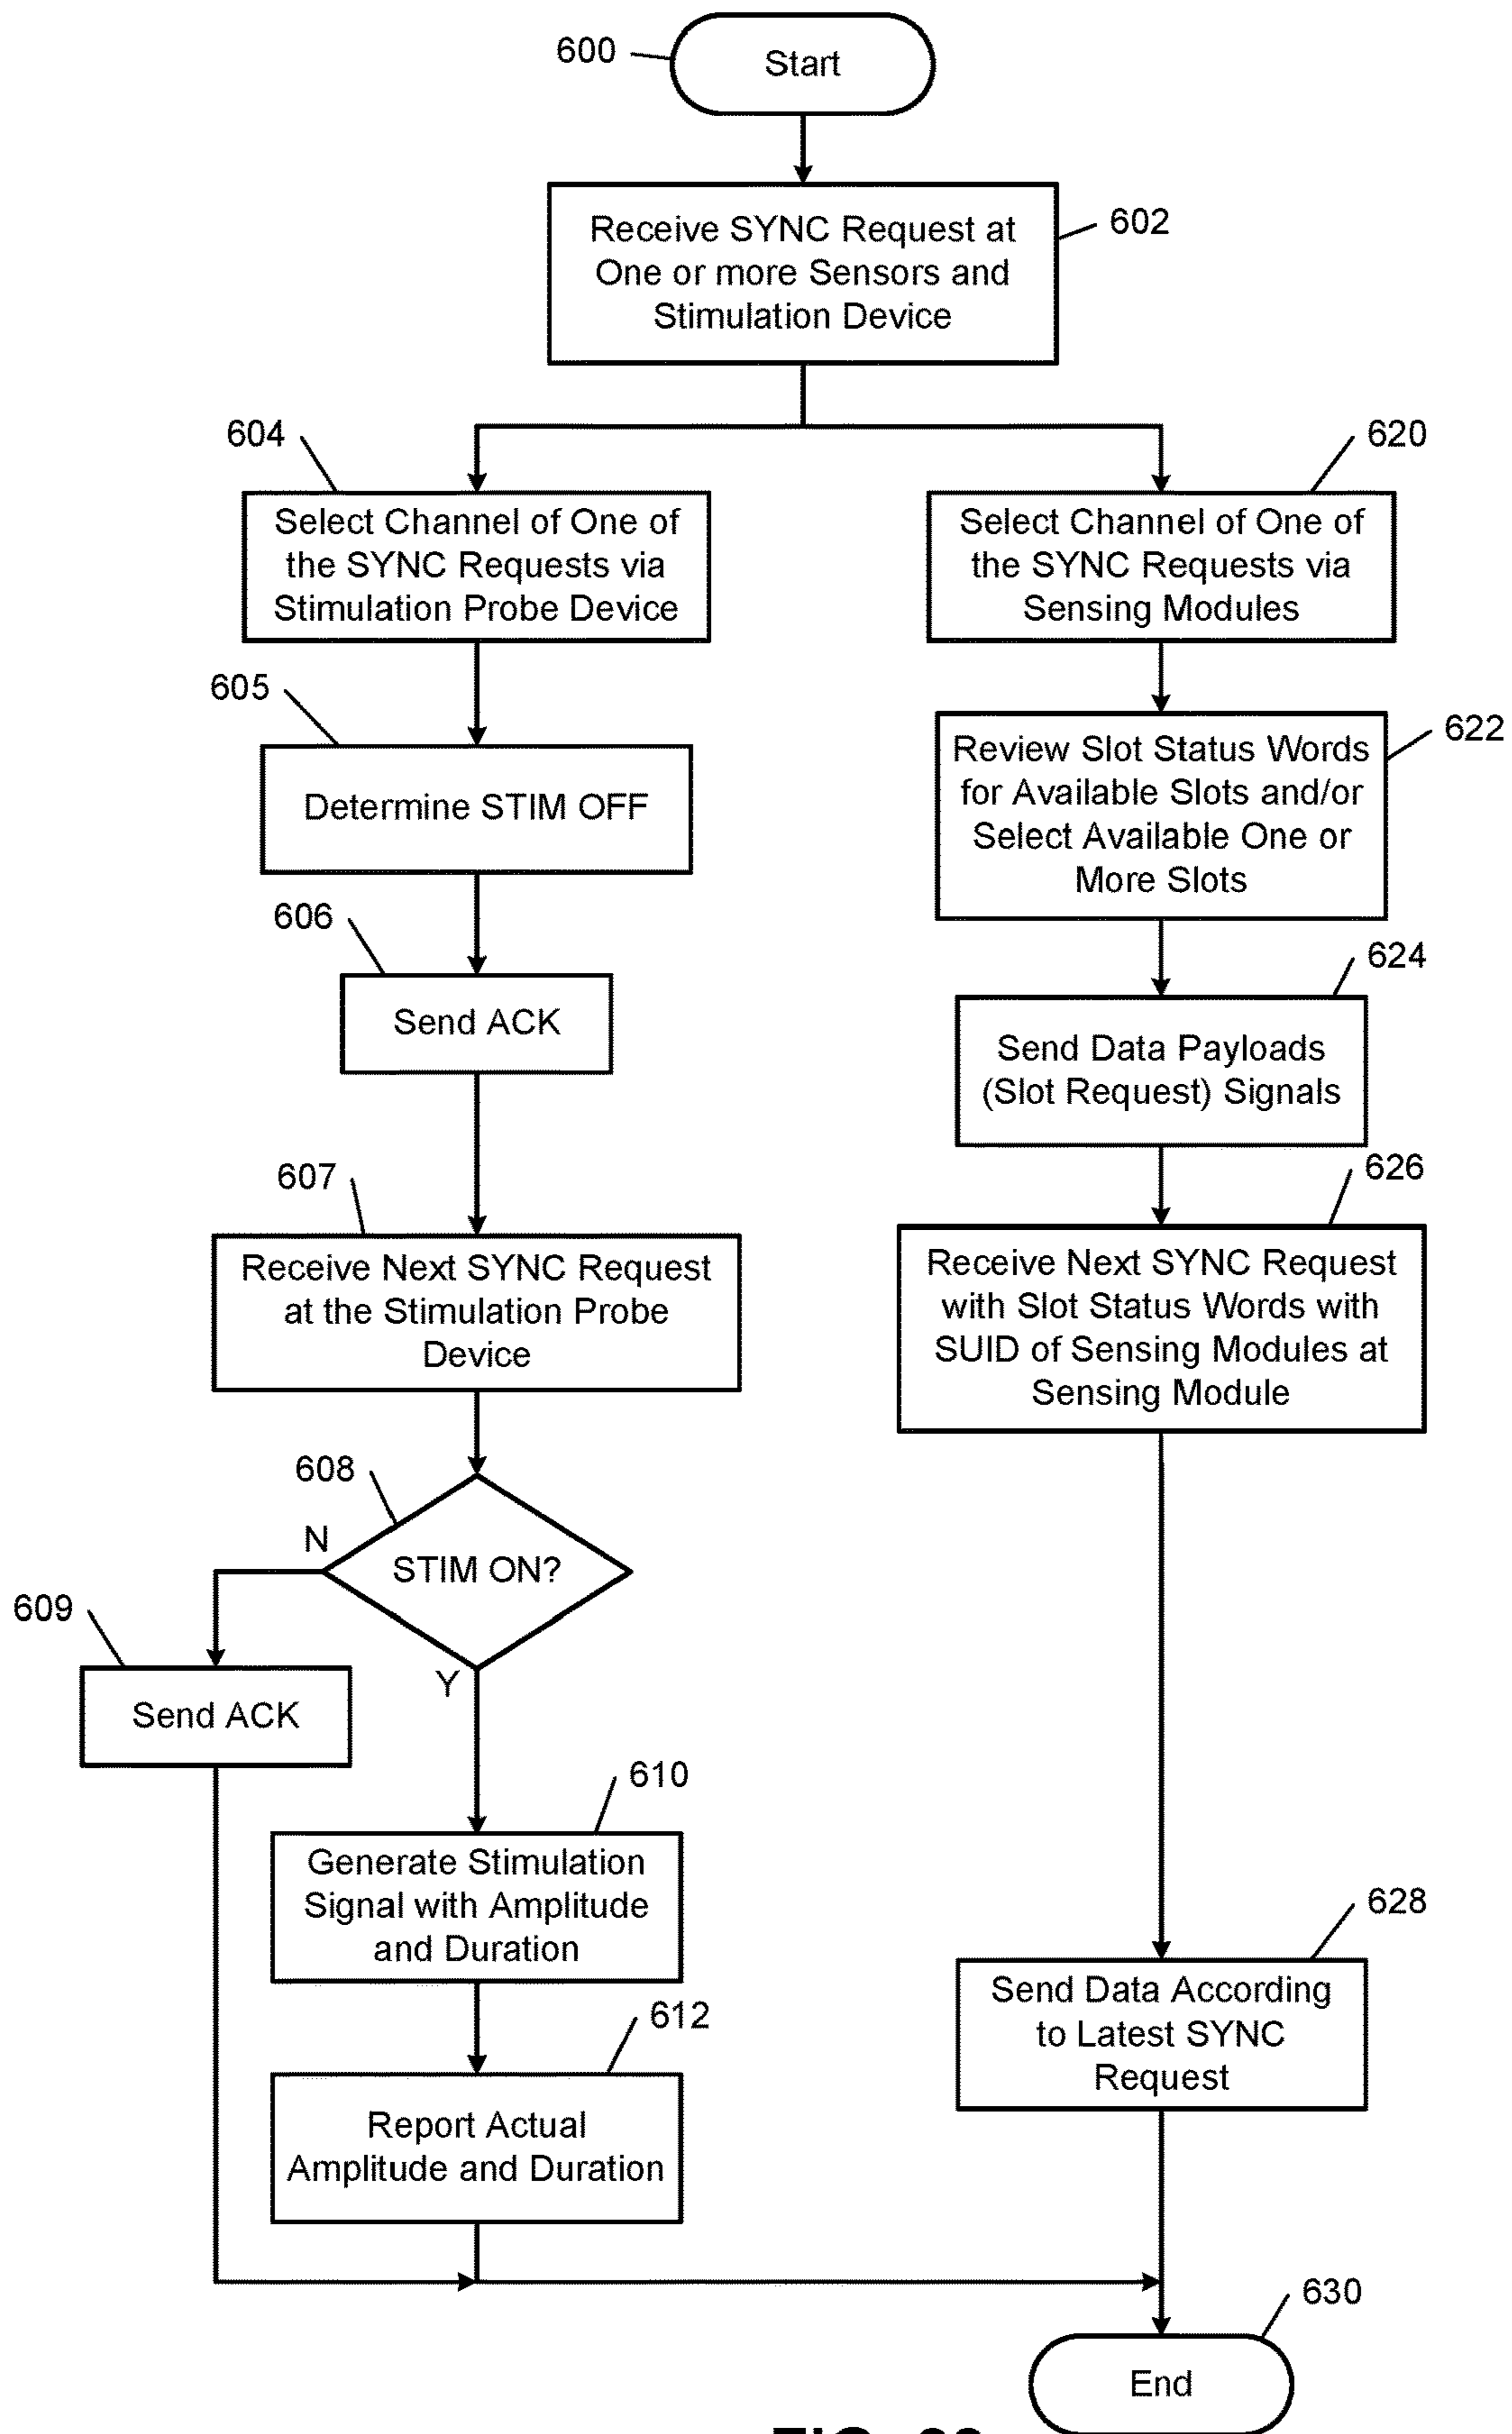 600
Start
Receive SYNC Request at
One or more Sensors and
Stimulation Device
602
604
Select Channel of One of
the SYNC Requests via
Stimulation Probe Device
620
Select Channel of One of
the SYNC Requests via
Sensing Modules
605
Determine STIM OFF
622
Review Slot Status Words
for Available Slots and/or
Select Available One or
More Slots
606
Send ACK
624
Send Data Payloads
(Slot Request) Signals
607
Receive Next SYNC Request
at the Stimulation Probe
Device
626
Receive Next SYNC Request
with Slot Status Words with
SUID of Sensing Modules at
Sensing Module
608
STIM ON?
N
Y
609
Send ACK
610
Generate Stimulation
Signal with Amplitude
and Duration
628
Send Data According
to Latest SYNC
Request
612
Report Actual
Amplitude and Duration
630
End